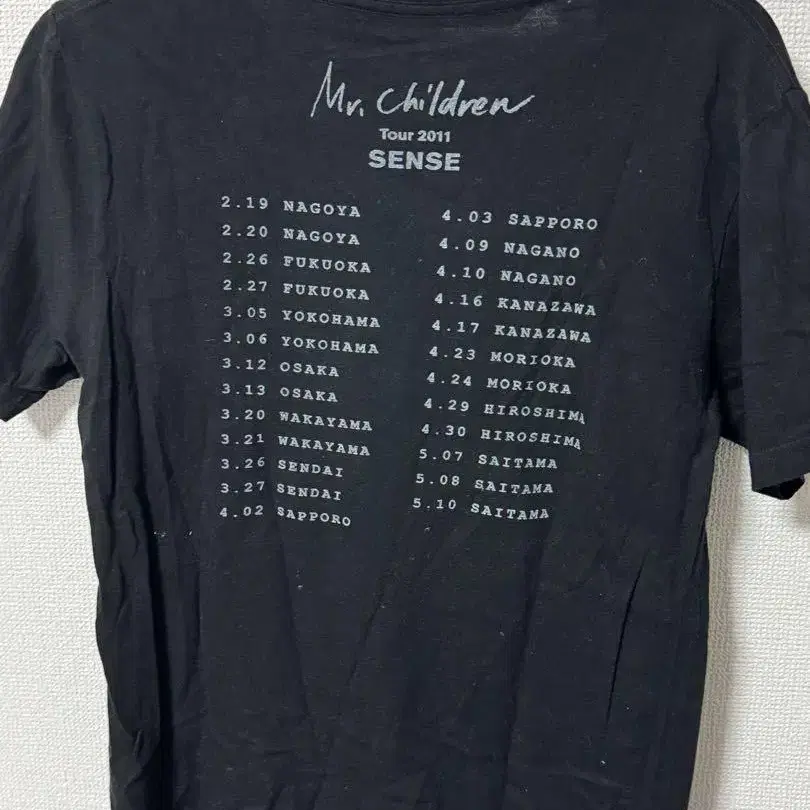 Mr. Children
Tour 2011
SENSE
2.19 NAGOYA
2.20 NAGOYA
2.26 FUKUOKA
2.27 FUKUOKA
3.05 YOKOHAMA
3.06 YOKOHAMA
3.12 OSAKA
3.13 OSAKA
3.20 WAKAYAMA
3.21 WAKAYAMA
3.26 SENDAI
3.27 SENDAI
4.02 SAPPORO
4.03 SAPPORO
4.09 NAGANO
4.10 NAGANO
4.16 KANAZAWA
4.17 KANAZAWA
4.23 MORIOKA
4.24 MORIOKA
4.29 HIROSHIMA
4.30 HIROSHIMA
5.07 SAITAMA
5.08 SAITAMA
5.10 SAITAMA